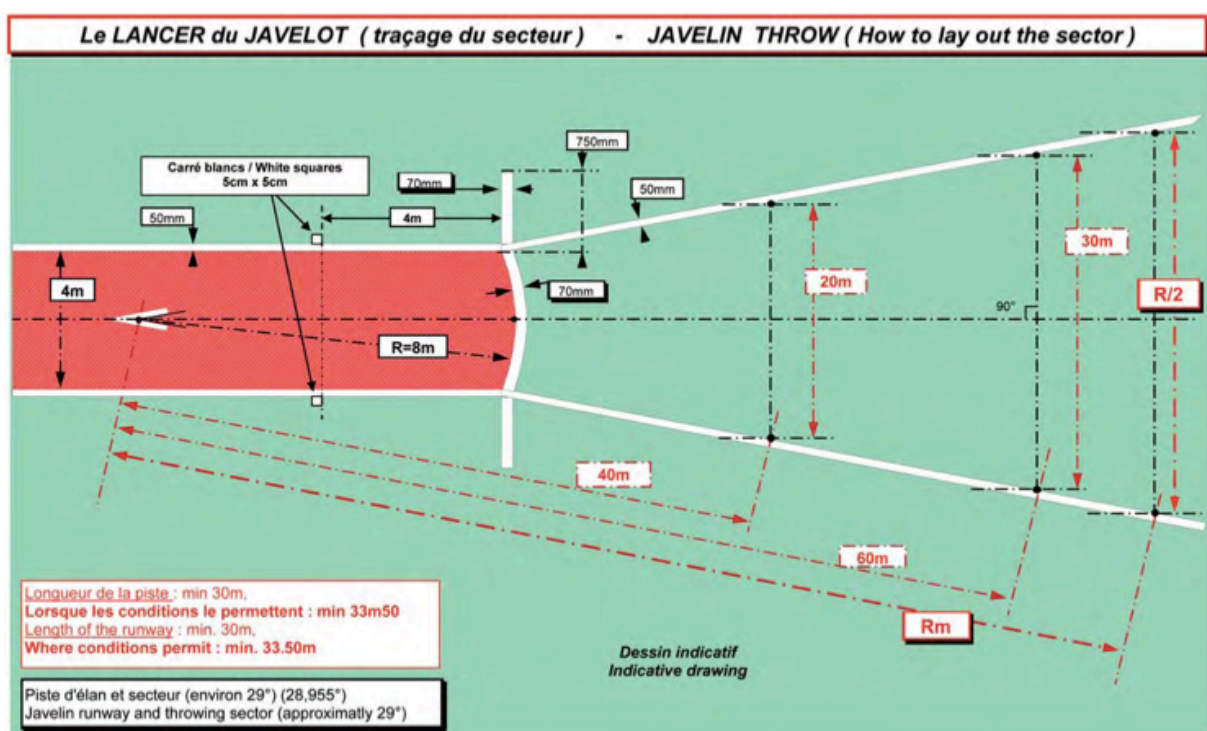 Le LANCER du JAVELOT ( traçage du secteur ) - JAVELIN THROW ( How to lay out the sector )
750mm
Carré blancs / White squares
5cm x 5cm
70mm
50mm
50mm
4m
4m
30m
20m
70mm
R/2
90°
R=8m
40m
60m
Rm
Longueur de la piste : min 30m,
Lorsque les conditions le permettent : min 33m50
Length of the runway : min. 30m,
Where conditions permit : min. 33.50m
Dessin indicatif
Indicative drawing
Piste d'élan et secteur (environ 29°) (28,955°)
Javelin runway and throwing sector (approximatly 29°)